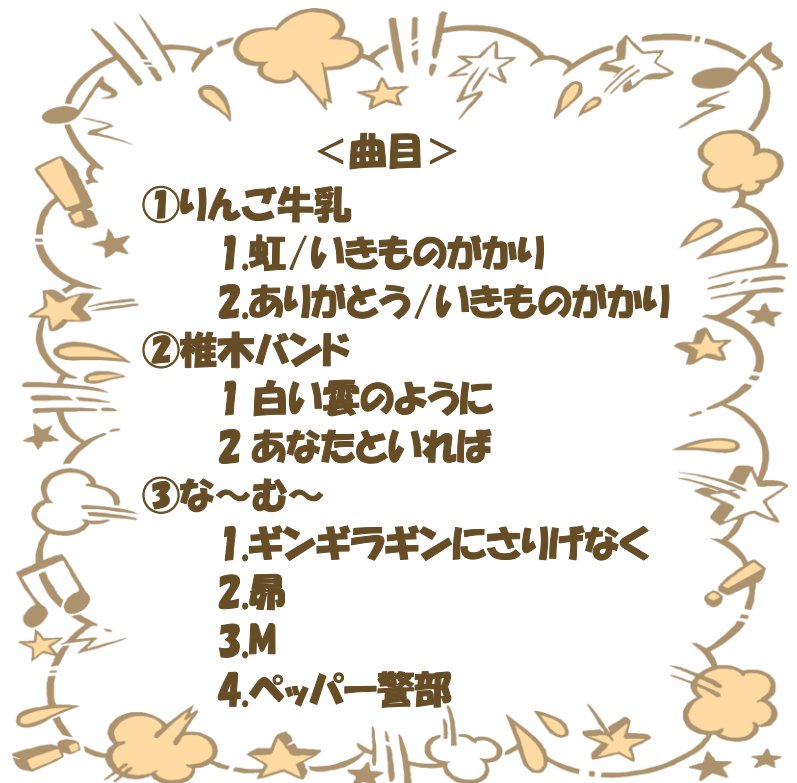 ＜曲目＞
①りんご牛乳
1.虹/いきものがかり
2.ありがとう/いきものがかり
②椎木バンド
1 白い雲のように
2 あなたといれば
③な～む～
1.ギンギラギンにさりげなく
2.昴
3.M
4.ペッパー警部